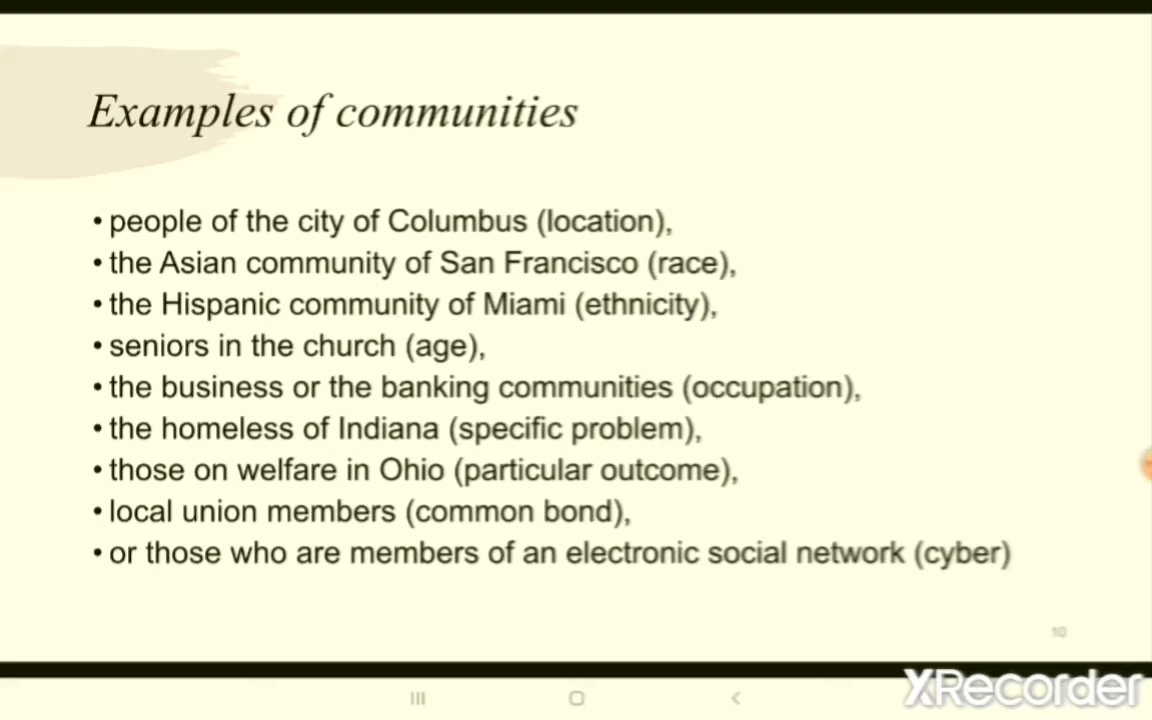 Examples of communities
• people of the city of Columbus (location),
• the Asian community of San Francisco (race),
• the Hispanic community of Miami (ethnicity),
• seniors in the church (age),
• the business or the banking communities (occupation),
• the homeless of Indiana (specific problem),
• those on welfare in Ohio (particular outcome),
• local union members (common bond),
• or those who are members of an electronic social network (cyber)
10
XRecorder